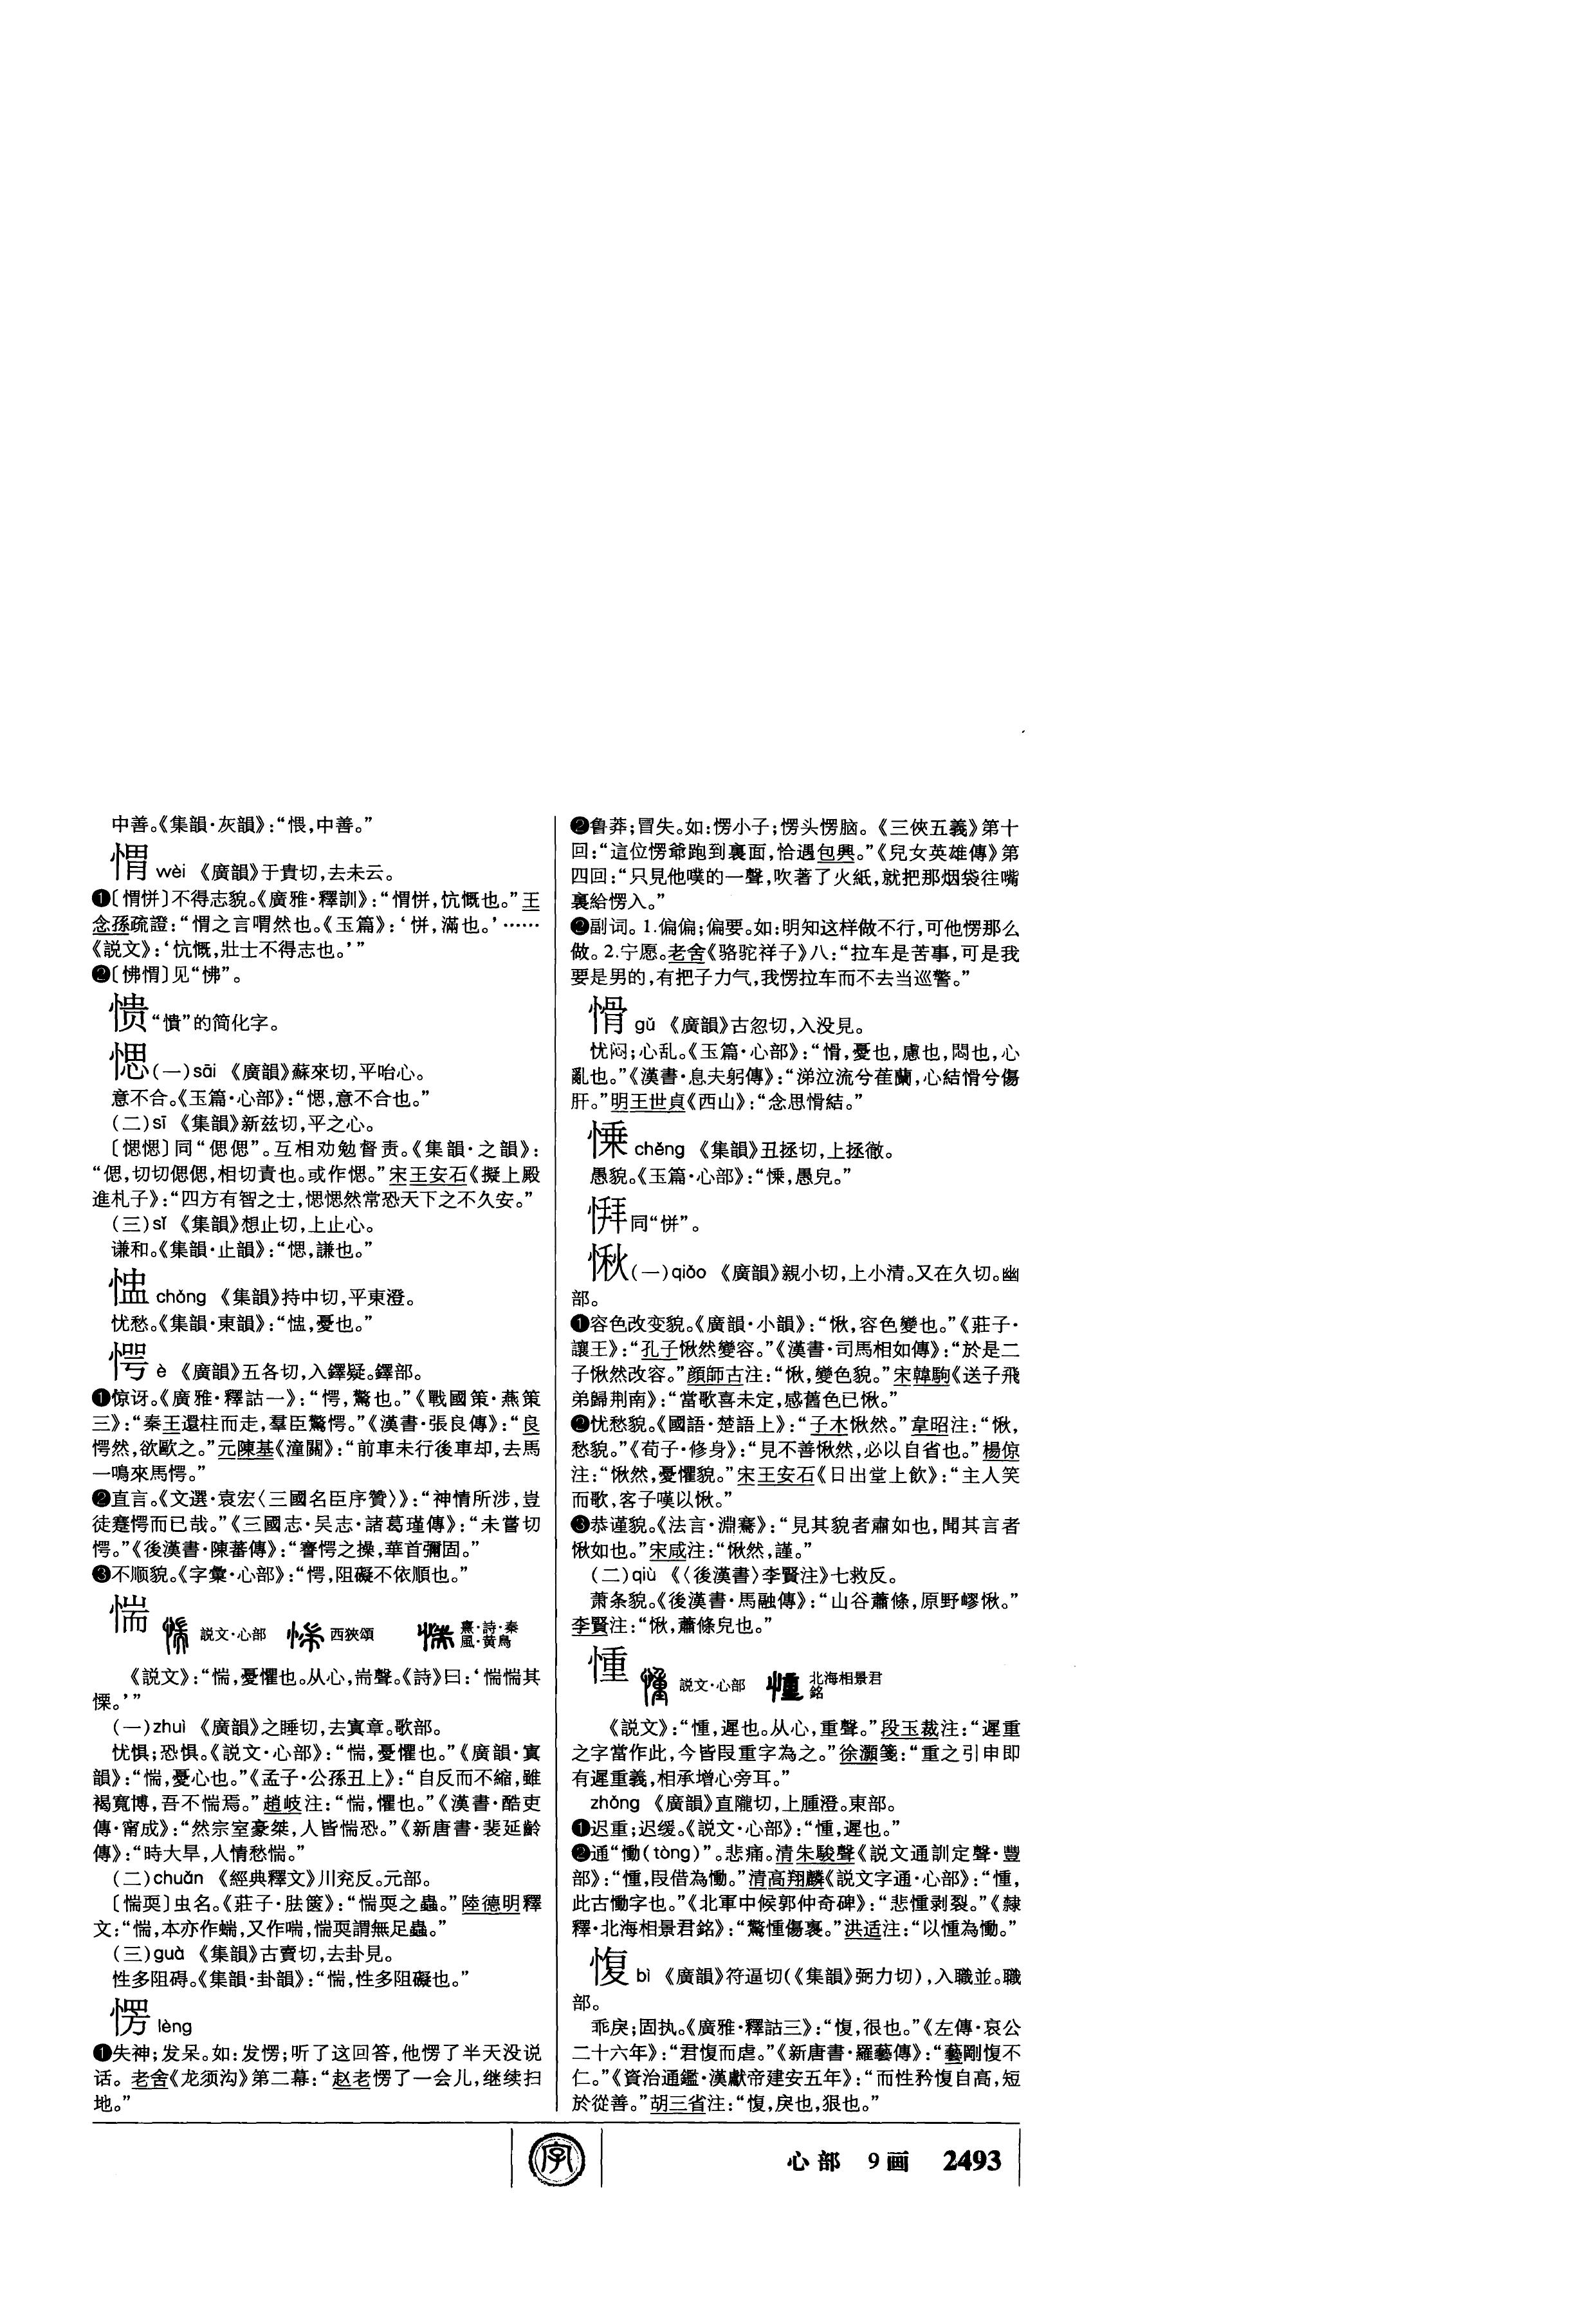 中善。《集韻·灰韻》：“愄，中善。”
愲 wèi 《廣韻》于貴切，去未云。
❶〔愲恲〕不得志貌。《廣雅·釋訓》：“愲恲，忼慨也。”王
念孫疏證：“愲之言喟然也。《玉篇》：‘恲，滿也。’……
《説文》：‘忼慨，壯士不得志也。’”
❷〔怫愲〕见“怫”。
愦“憒”的简化字。
愢(一)sāi 《廣韻》蘇來切，平咍心。
意不合。《玉篇·心部》：“愢，意不合也。”
(二)sī 《集韻》新兹切，平之心。
〔愢愢〕同“偲偲”。互相劝勉督责。《集韻·之韻》：
“偲，切切偲偲，相切責也。或作愢。”宋王安石《擬上殿
進札子》：“四方有智之士，愢愢然常恐天下之不久安。”
(三)sǐ 《集韻》想止切，上止心。
谦和。《集韻·止韻》：“愢，謙也。”
chǒng 《集韻》持中切，平東澄。
忧愁。《集韻·東韻》：“，憂也。”
愕 è 《廣韻》五各切，入鐸疑。鐸部。
❶惊讶。《廣雅·釋詁一》：“愕，驚也。”《戰國策·燕策
三》：“秦王還柱而走，羣臣驚愕。”《漢書·張良傳》：“良
愕然，欲歐之。”元陳基《潼關》：“前車未行後車却，去馬
一鳴來馬愕。”
❷直言。《文選·袁宏〈三國名臣序贊〉》：“神情所涉，豈
徒蹇愕而已哉。”《三國志·吴志·諸葛瑾傳》：“未嘗切
愕。”《後漢書·陳蕃傳》：“謇愕之操，華首彌固。”
❸不顺貌。《字彙·心部》：“愕，阻礙不依順也。”
惴 説文·心部 西狹頌 熹·詩·秦
風·黄鳥
《説文》：“惴，憂懼也。从心，耑聲。《詩》曰：‘惴惴其
慄。’”
(一)zhuì 《廣韻》之睡切，去寘章。歌部。
忧惧；恐惧。《説文·心部》：“惴，憂懼也。”《廣韻·寘
韻》：“惴，憂心也。”《孟子·公孫丑上》：“自反而不縮，雖
褐寬博，吾不惴焉。”趙岐注：“惴，懼也。”《漢書·酷吏
傳·甯成》：“然宗室豪桀，人皆惴恐。”《新唐書·裴延齡
傳》：“時大旱，人情愁惴。”
(二)chuǎn 《經典釋文》川兖反。元部。
〔惴耎〕虫名。《莊子·胠篋》：“惴耎之蟲。”陸德明釋
文：“惴，本亦作蝡，又作喘，惴耎謂無足蟲。”
(三)guà 《集韻》古賣切，去卦見。
性多阻碍。《集韻·卦韻》：“惴，性多阻礙也。”
愣 lèng
❶失神；发呆。如：发愣；听了这回答，他愣了半天没说
话。老舍《龙须沟》第二幕：“赵老愣了一会儿，继续扫
地。”
❷鲁莽；冒失。如：愣小子；愣头愣脑。《三俠五義》第十
回：“這位愣爺跑到裏面，恰遇包興。”《兒女英雄傳》第
四回：“只見他噗的一聲，吹著了火紙，就把那烟袋往嘴
裏給愣入。”
❷副词。1.偏偏；偏要。如：明知这样做不行，可他愣那么
做。2.宁愿。老舍《骆驼祥子》八：“拉车是苦事，可是我
要是男的，有把子力气，我愣拉车而不去当巡警。”
愲 gǔ 《廣韻》古忽切，入没見。
忧闷；心乱。《玉篇·心部》：“愲，憂也，慮也，悶也，心
亂也。”《漢書·息夫躬傳》：“涕泣流兮萑蘭，心結愲兮傷
肝。”明王世貞《西山》：“念思愲結。”
chěng 《集韻》丑拯切，上拯徹。
愚貌。《玉篇·心部》：“，愚皃。”
同“恲”。
愀(一)qiǎo 《廣韻》親小切，上小清。又在久切。幽
部。
❶容色改变貌。《廣韻·小韻》：“愀，容色變也。”《莊子·
讓王》：“孔子愀然變容。”《漢書·司馬相如傳》：“於是二
子愀然改容。”顔師古注：“愀，變色貌。”宋韓駒《送子飛
弟歸荆南》：“當歌喜未定，感舊色已愀。”
❷忧愁貌。《國語·楚語上》：“子木愀然。”韋昭注：“愀，
愁貌。”《荀子·修身》：“見不善愀然，必以自省也。”楊倞
注：“愀然，憂懼貌。”宋王安石《日出堂上飲》：“主人笑
而歌，客子嘆以愀。”
❸恭谨貌。《法言·淵騫》：“見其貌者肅如也，聞其言者
愀如也。”宋咸注：“愀然，謹。”
(二)qiù 《〈後漢書〉李賢注》七救反。
萧条貌。《後漢書·馬融傳》：“山谷蕭條，原野嵺愀。”
李賢注：“愀，蕭條皃也。”
㣫 説文·心部 北海相景君
銘
《説文》：“㣫，遲也。从心，重聲。”段玉裁注：“遲重
之字當作此，今皆叚重字為之。”徐灝箋：“重之引申即
有遲重義，相承增心旁耳。”
zhǒng 《廣韻》直隴切，上腫澄。東部。
❶迟重；迟缓。《説文·心部》：“㣫，遲也。”
❷通“慟(tòng)”。悲痛。清朱駿聲《説文通訓定聲·豐
部》：“㣫，叚借為慟。”清高翔麟《説文字通·心部》：“㣫，
此古慟字也。”《北軍中候郭仲奇碑》：“悲㣫剥裂。”《隸
釋·北海相景君銘》：“驚㣫傷裛。”洪适注：“以㣫為慟。”
愎 bì 《廣韻》符逼切(《集韻》弼力切)，入職並。職
部。
乖戾；固执。《廣雅·釋詁三》：“愎，很也。”《左傳·哀公
二十六年》：“君愎而虐。”《新唐書·羅藝傳》：“藝剛愎不
仁。”《資治通鑑·漢獻帝建安五年》：“而性矜愎自高，短
於從善。”胡三省注：“愎，戾也，狠也。”
字
心部 9画 2493